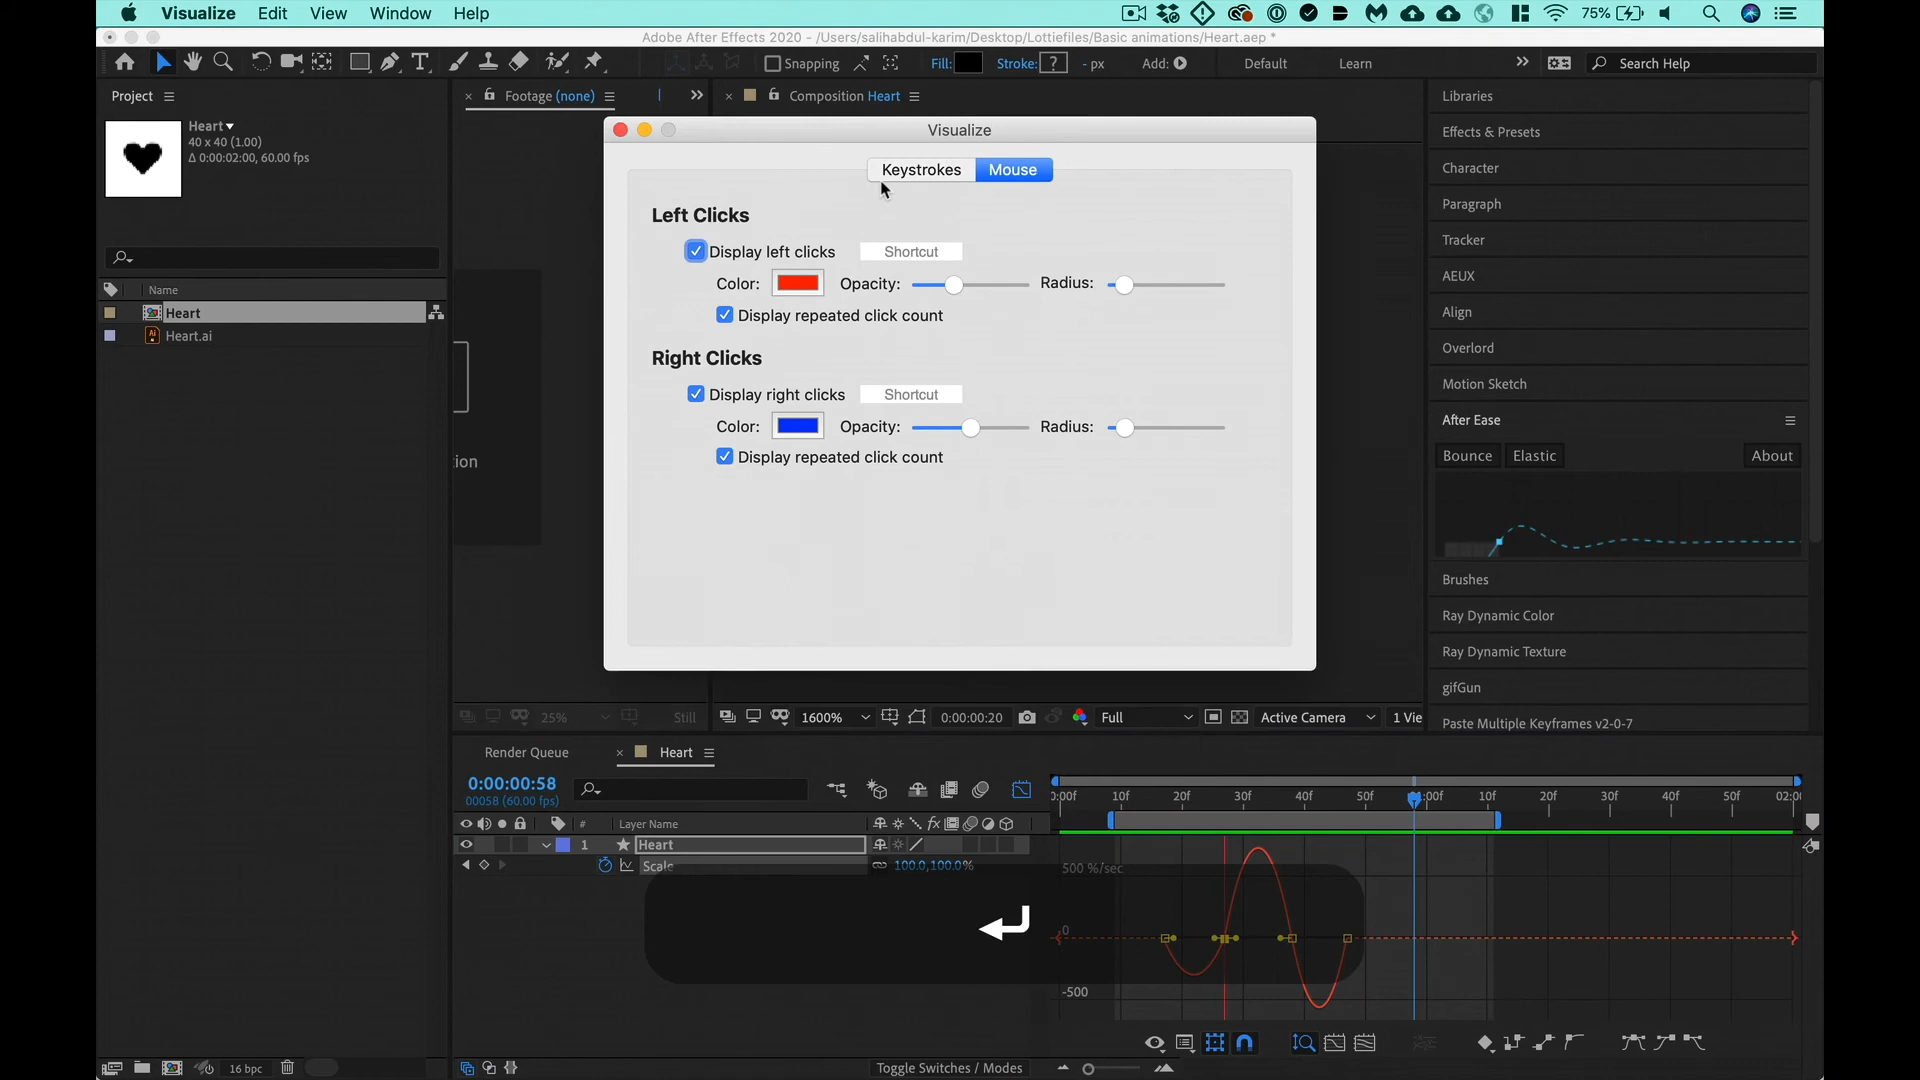 Visualize Edit View Window Help 75%
Adobe After Effects 2020 - /Users/salihabdul-karim/Desktop/Lottiefiles/Basic animations/Heart.aep *
Snapping Fill: Stroke: ? - px Add: Default Learn Search Help
Project
Footage (none)
Composition Heart
Heart
40 x 40 (1.00)
Δ 0:00:02:00, 60.00 fps
Name
Heart
Heart.ai
16 bpc
tion
25%
Still
Visualize
Keystrokes Mouse
Left Clicks
Display left clicks Shortcut
Color: Opacity: Radius:
Display repeated click count
Right Clicks
Display right clicks Shortcut
Color: Opacity: Radius:
Display repeated click count
1600% 0:00:00:20 Full Active Camera 1 Vie
Libraries
Effects & Presets
Character
Paragraph
Tracker
AEUX
Align
Overlord
Motion Sketch
After Ease
Bounce Elastic About
Brushes
Ray Dynamic Color
Ray Dynamic Texture
gifGun
Paste Multiple Keyframes v2-0-7
Render Queue Heart
0:00:00:58
00058 (60.00 fps)
# Layer Name
1 Heart
Scale 100.0,100.0%
):00f 10f 20f 30f 40f 50f :00f 10f 20f 30f 40f 50f 02:0
500 %/sec
0
-500
Toggle Switches / Modes